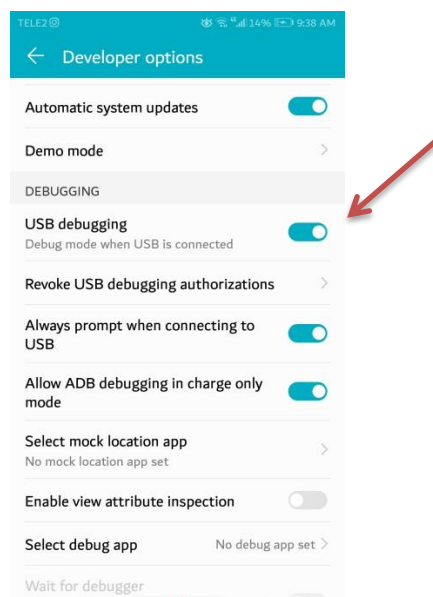 TELE2 14% 9:38 AM
Developer options
Automatic system updates
Demo mode
DEBUGGING
USB debugging
Debug mode when USB is connected
Revoke USB debugging authorizations
Always prompt when connecting to
USB
Allow ADB debugging in charge only
mode
Select mock location app
No mock location app set
Enable view attribute inspection
Select debug app No debug app set
Wait for debugger